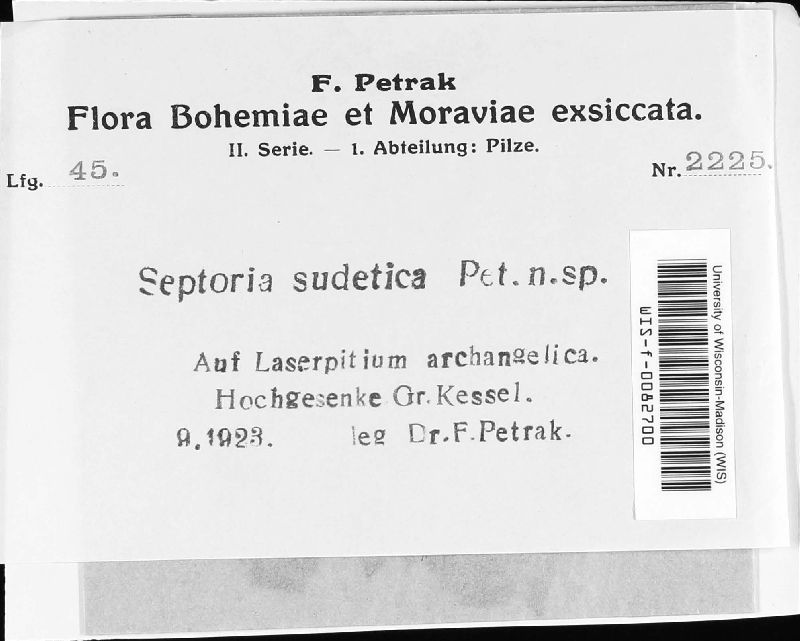 F. Petrak
Flora Bohemiae et Moraviae exsiccata.
II. Serie. — 1. Abteilung: Pilze.
Lfg. 45.
Nr. 2225.
Septoria sudetica Pet. n.sp.
Auf Laserpitium archangelica.
Hochgesenke Gr. Kessel.
9.1923. leg Dr. F. Petrak.
University of Wisconsin-Madison (WIS)
WIS-f-0082700